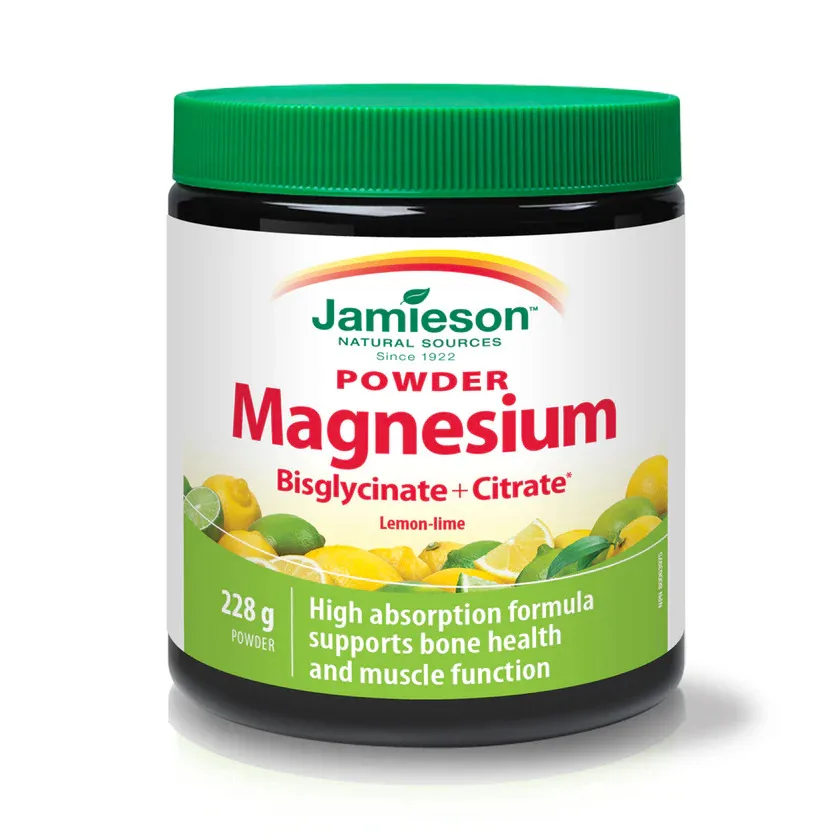 Jamieson™
NATURAL SOURCES
Since 1922
POWDER
Magnesium
Bisglycinate + Citrate*
Lemon-lime
228 g
POWDER
High absorption formula
supports bone health
and muscle function